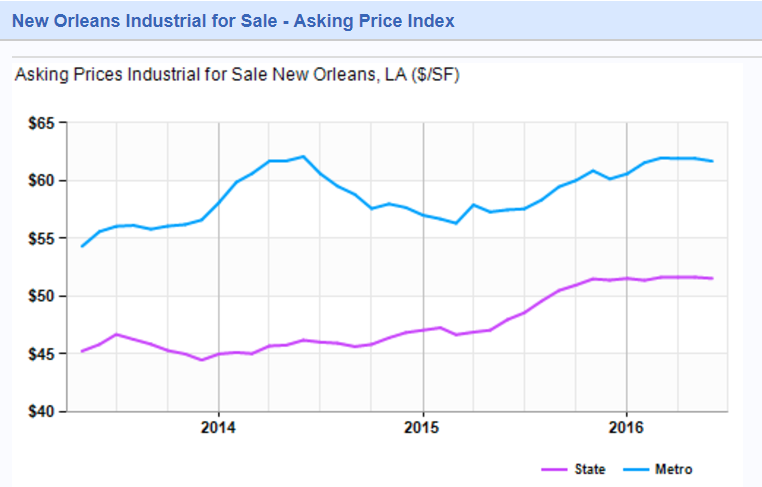 New Orleans Industrial for Sale - Asking Price Index
Asking Prices Industrial for Sale New Orleans, LA ($/SF)
$65
$60
$55
$50
$45
$40
2014 2015 2016
State Metro